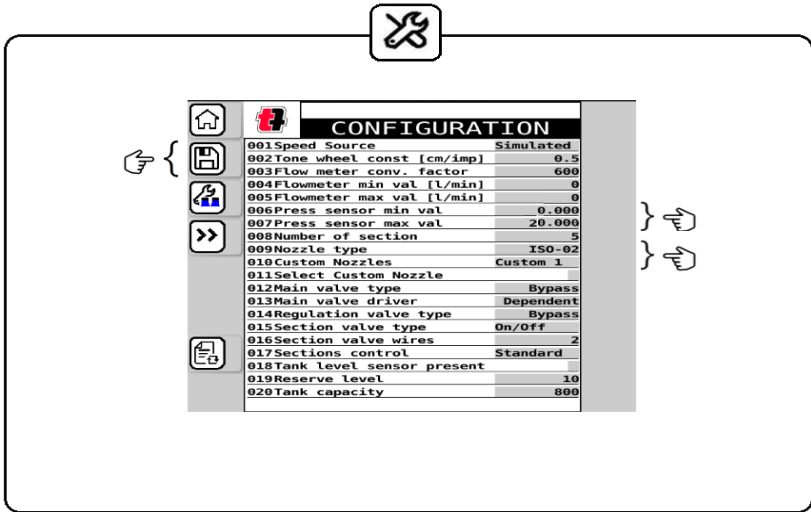 CONFIGURATION
001Speed Source Simulated
002Tone wheel const [cm/imp] 0.5
003Flow meter conv. factor 600
004Flowmeter min val [l/min] 0
005Flowmeter max val [l/min] 0
006Press sensor min val 0.000
007Press sensor max val 20.000
008Number of section 5
009Nozzle type ISO-02
010Custom Nozzles Custom 1
011Select Custom Nozzle
012Main valve type Bypass
013Main valve driver Dependent
014Regulation valve type Bypass
015Section valve type On/Off
016Section valve wires 2
017Sections control Standard
018Tank level sensor present
019Reserve level 10
020Tank capacity 800